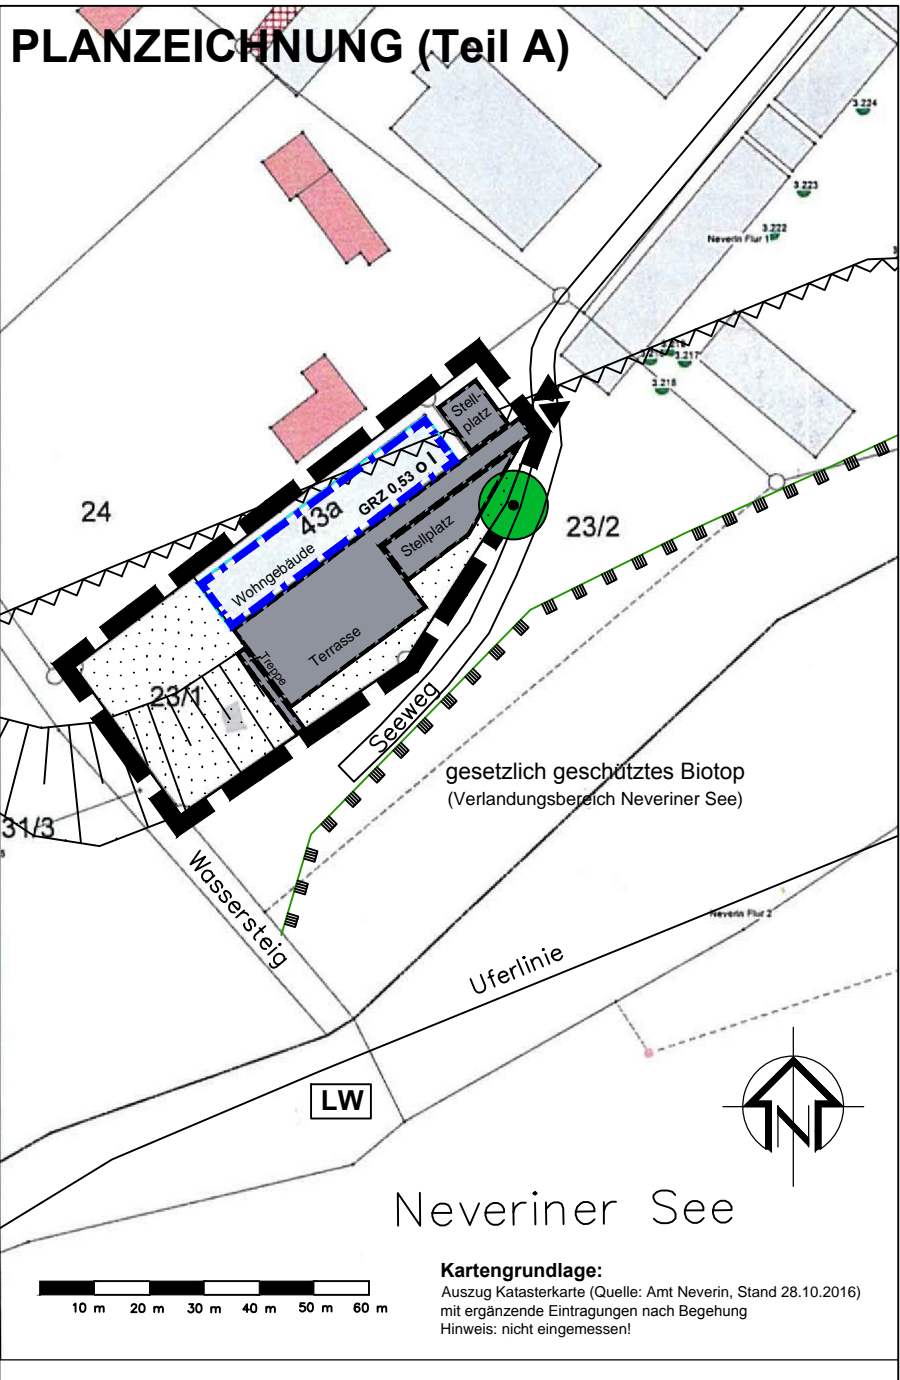 PLANZEICHNUNG (Teil A)
3.224
3.223
3.222
Neverin Flur 1
3.217
3.218
Stell-
platz
GRZ 0,53 o I
43a
24
Wohngebäude
Stellplatz
23/2
Terrasse
Treppe
23/1
Seeweg
gesetzlich geschütztes Biotop
(Verlandungsbereich Neveriner See)
31/3
Wassersteig
Neverin Flur 2
Uferlinie
LW
N
Neveriner See
Kartengrundlage:
Auszug Katasterkarte (Quelle: Amt Neverin, Stand 28.10.2016)
mit ergänzende Eintragungen nach Begehung
Hinweis: nicht eingemessen!
10 m 20 m 30 m 40 m 50 m 60 m